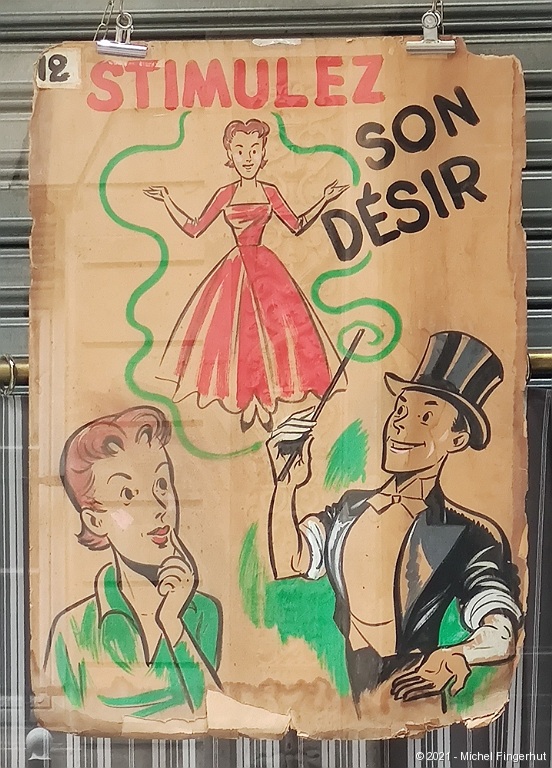 12
STIMULEZ
SON
DÉSIR
© 2021 - Michel Fingerhut